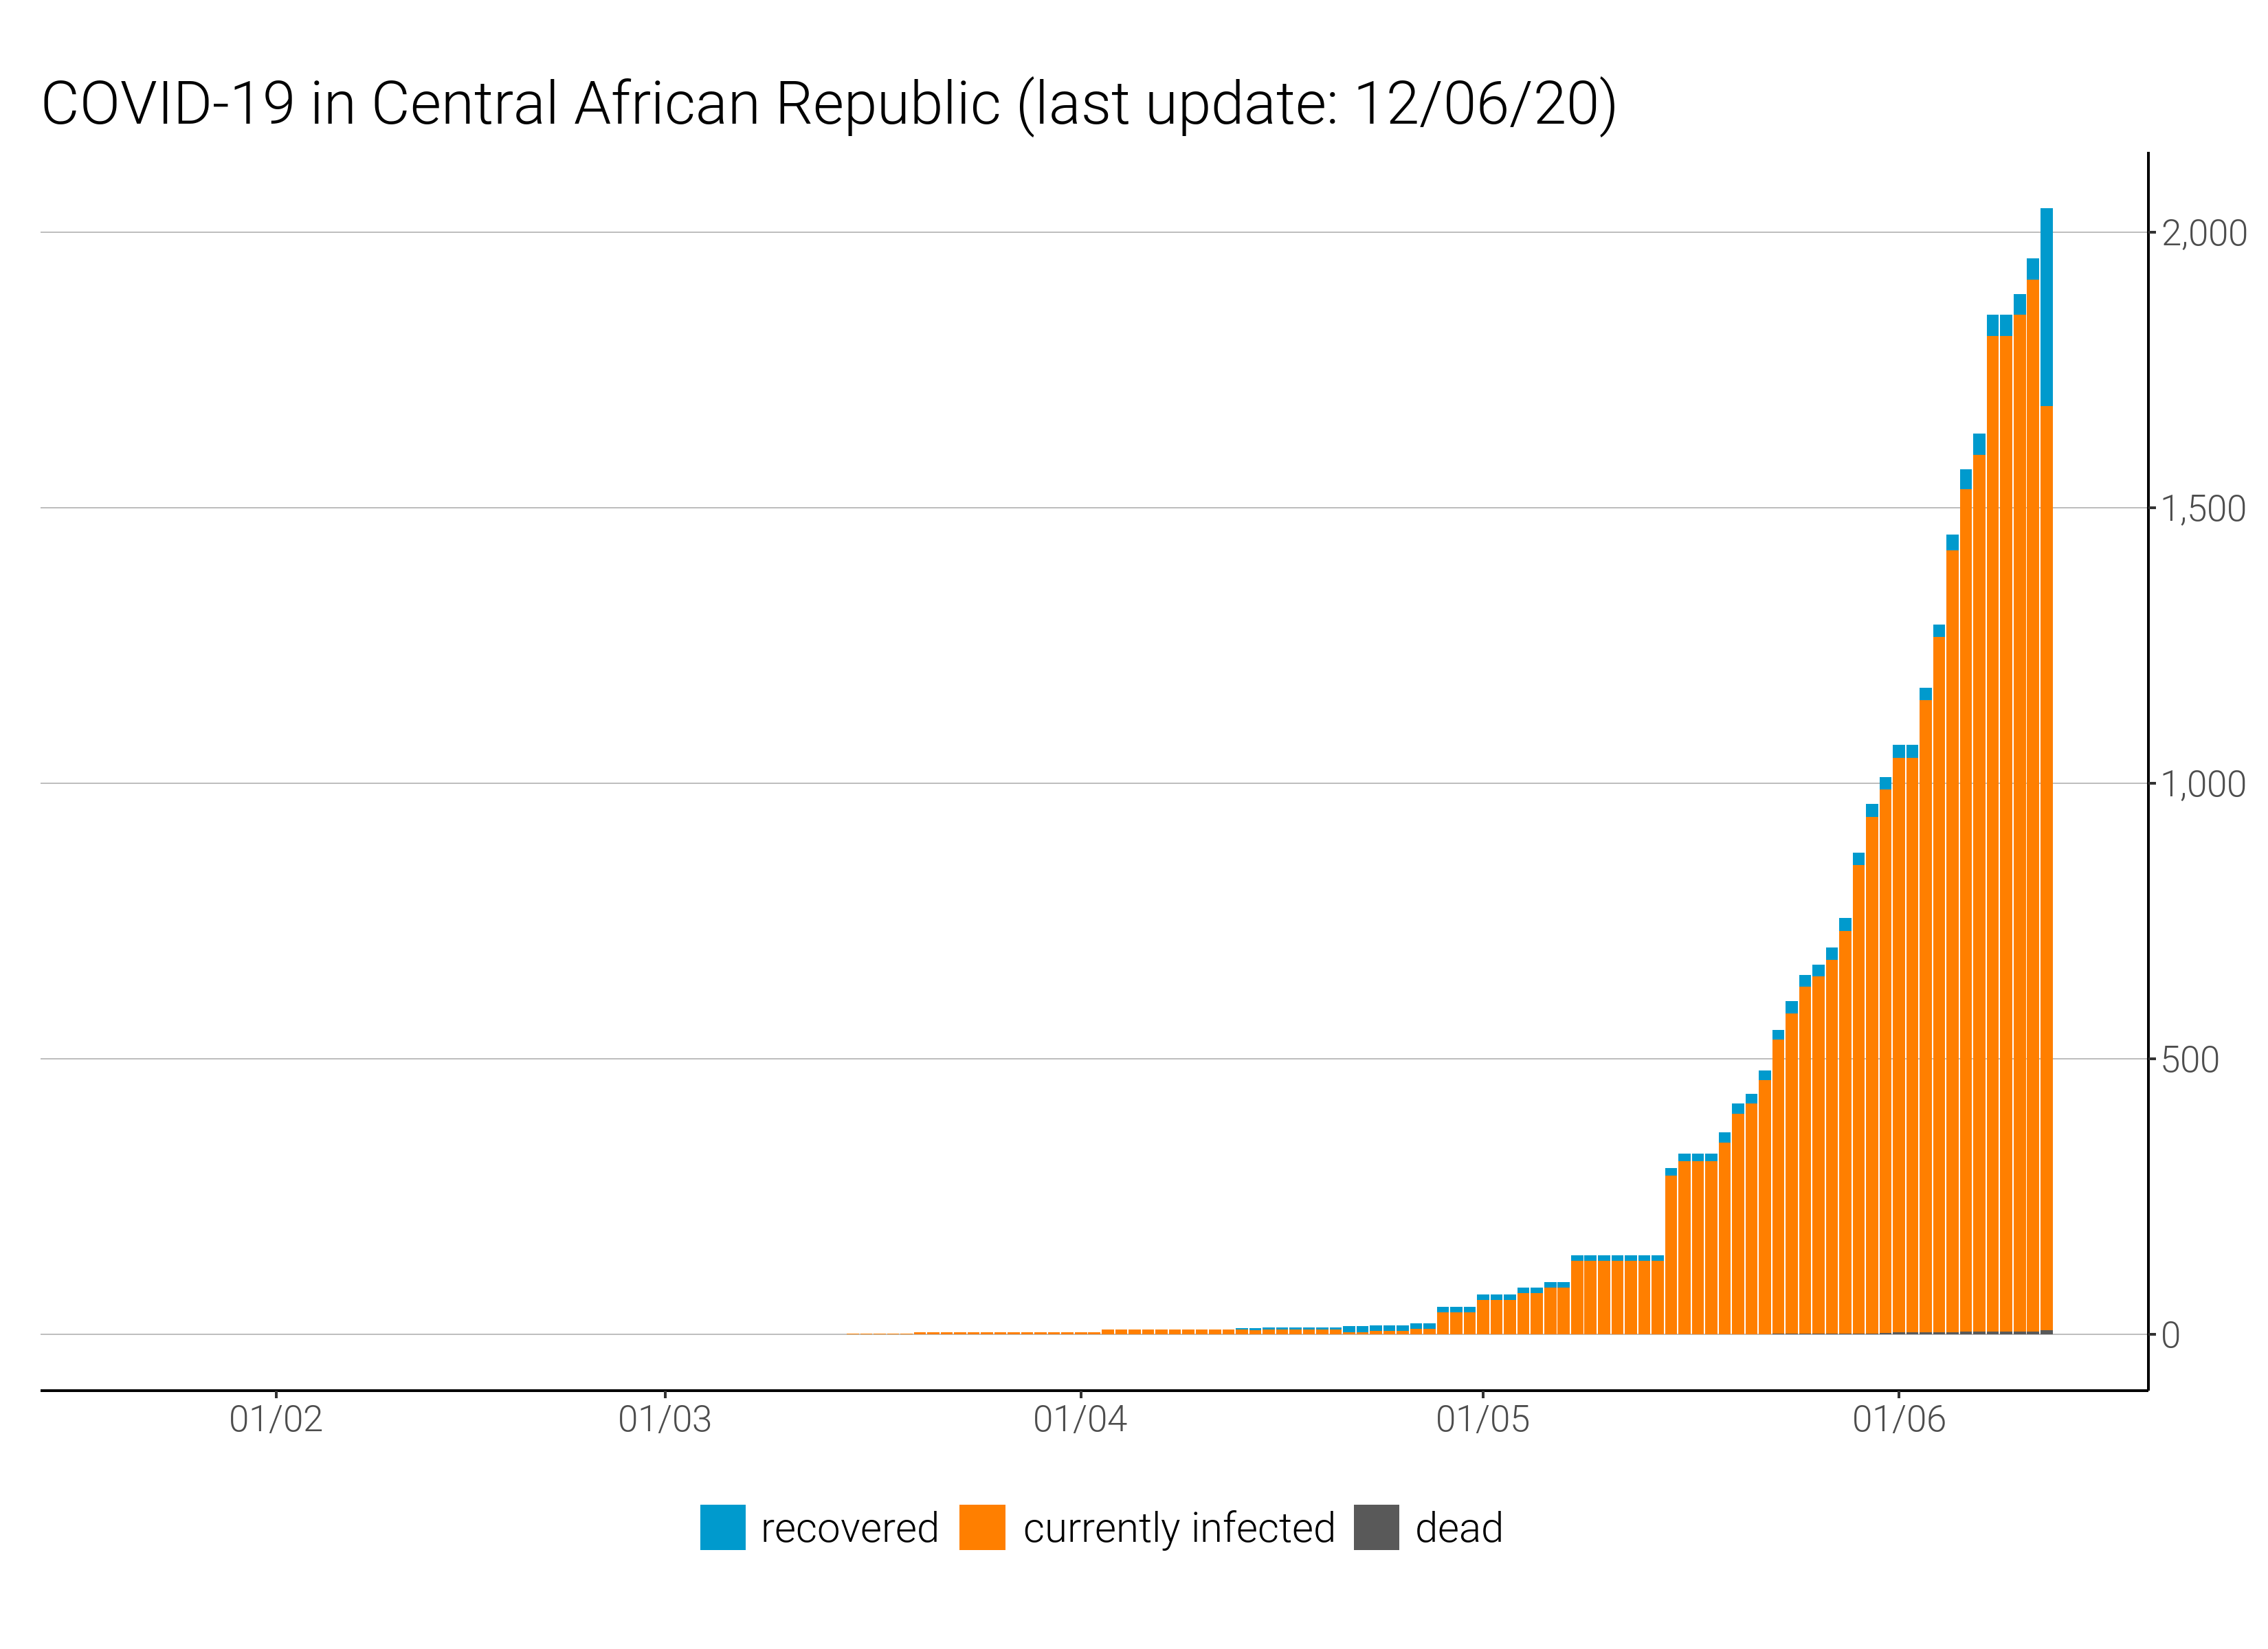 COVID-19 in Central African Republic (last update: 12/06/20)
2,000
1,500
1,000
500
0
01/02 01/03 01/04 01/05 01/06
recovered currently infected dead